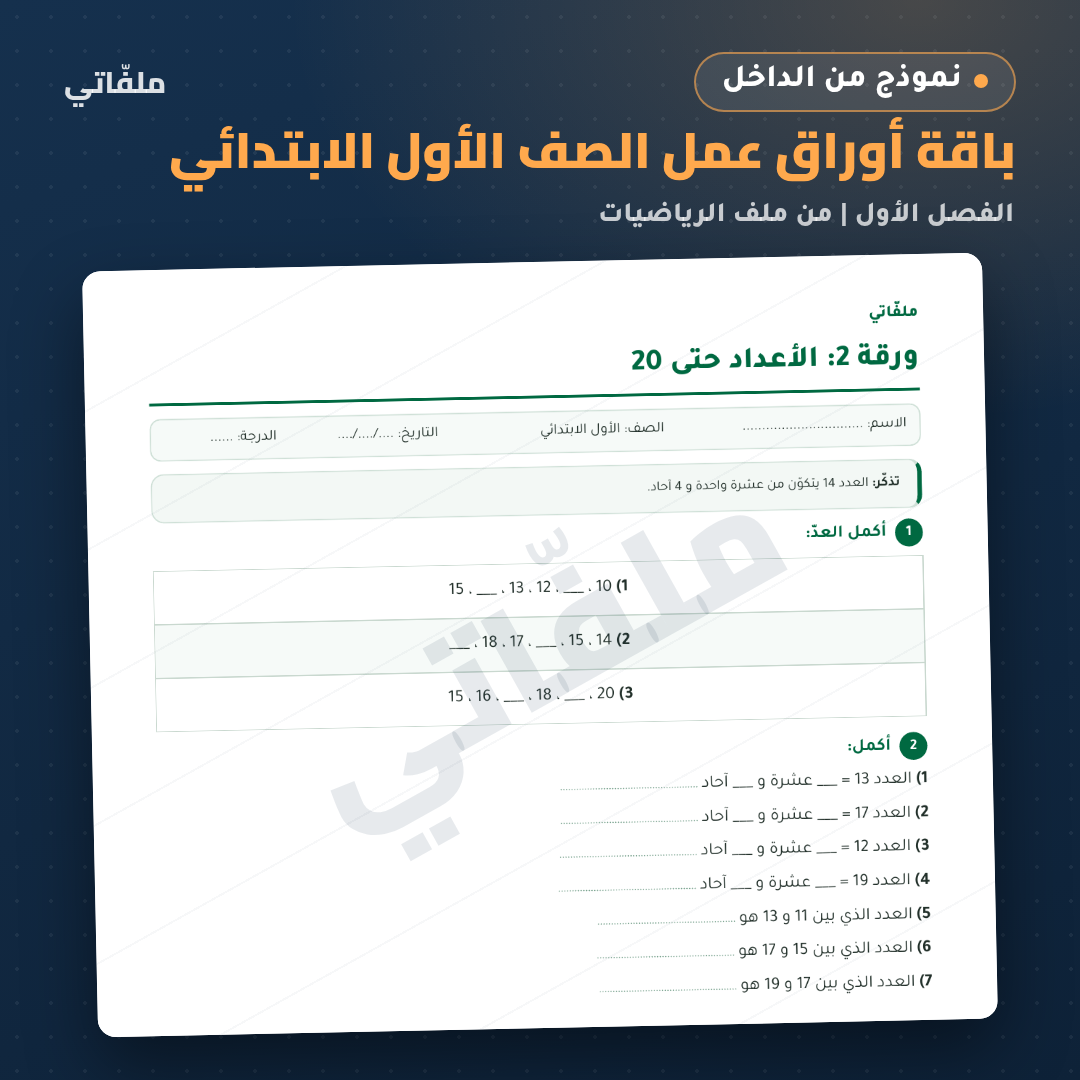 نموذج من الداخل
ملفّاتي
باقة أوراق عمل الصف الأول الابتدائي
الفصل الأول | من ملف الرياضيات
ملفّاتي
ورقة 2: الأعداد حتى 20
الاسم: .............................. الصف: الأول الابتدائي التاريخ: ..../..../.... الدرجة: ......
تذكّر: العدد 14 يتكوّن من عشرة واحدة و 4 آحاد.
1 أكمل العدّ:
1) 10 ، ___ ، 12 ، 13 ، ___ ، 15
2) 14 ، 15 ، ___ ، 17 ، 18 ، ___
3) 20 ، ___ ، 18 ، ___ ، 16 ، 15
ملفّاتي
2 أكمل:
1) العدد 13 = ___ عشرة و ___ آحاد ..............................
2) العدد 17 = ___ عشرة و ___ آحاد ..............................
3) العدد 12 = ___ عشرة و ___ آحاد ..............................
4) العدد 19 = ___ عشرة و ___ آحاد ..............................
5) العدد الذي بين 11 و 13 هو ..............................
6) العدد الذي بين 15 و 17 هو ..............................
7) العدد الذي بين 17 و 19 هو ..............................